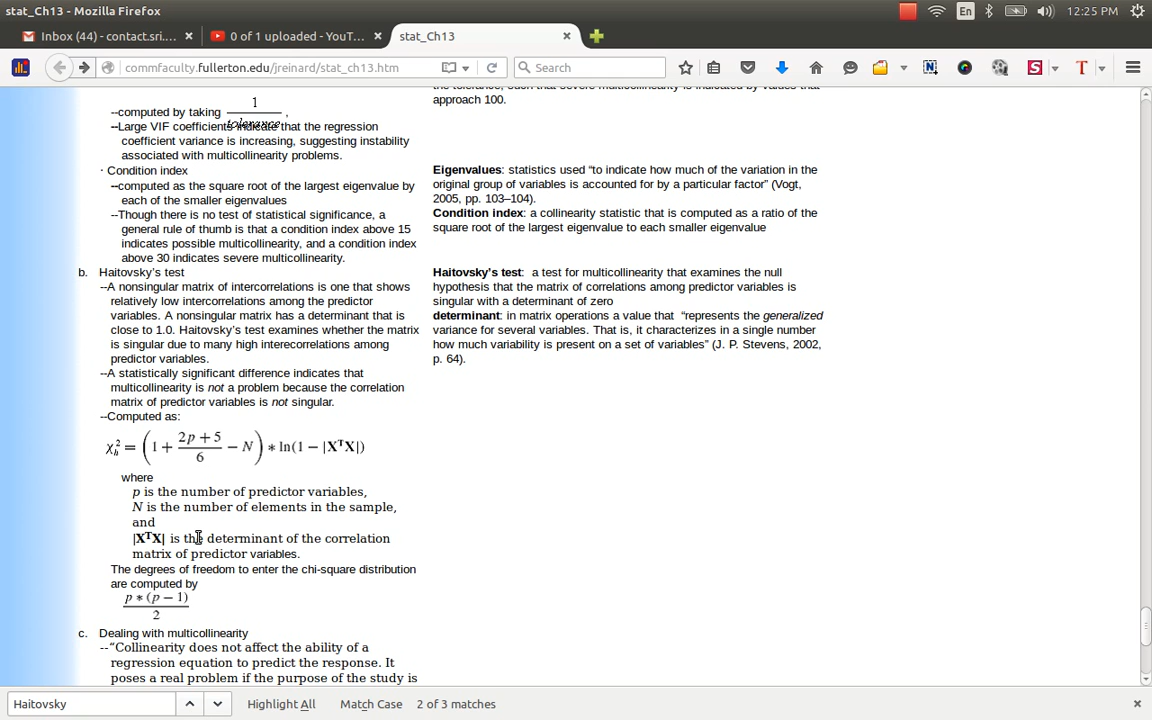 stat_Ch13 - Mozilla Firefox
En
12:25 PM
Inbox (44) - contact.sri....
0 of 1 uploaded - YouT...
stat_Ch13
commfaculty.fullerton.edu/jreinard/stat_ch13.htm
Search
--computed by taking 1/tolerance ,
--Large VIF coefficients indicate that the regression
coefficient variance is increasing, suggesting instability
associated with multicollinearity problems.
· Condition index
--computed as the square root of the largest eigenvalue by
each of the smaller eigenvalues
--Though there is no test of statistical significance, a
general rule of thumb is that a condition index above 15
indicates possible multicollinearity, and a condition index
above 30 indicates severe multicollinearity.
b. Haitovsky's test
--A nonsingular matrix of intercorrelations is one that shows
relatively low intercorrelations among the predictor
variables. A nonsingular matrix has a determinant that is
close to 1.0. Haitovsky's test examines whether the matrix
is singular due to many high interecorrelations among
predictor variables.
--A statistically significant difference indicates that
multicollinearity is not a problem because the correlation
matrix of predictor variables is not singular.
--Computed as:
χ²ₕ = (1 + (2p + 5)/6 − N) * ln(1 − |XᵀX|)
where
p is the number of predictor variables,
N is the number of elements in the sample,
and
|XᵀX| is the determinant of the correlation
matrix of predictor variables.
The degrees of freedom to enter the chi-square distribution
are computed by
p * (p − 1)
2
c. Dealing with multicollinearity
--“Collinearity does not affect the ability of a
regression equation to predict the response. It
poses a real problem if the purpose of the study is
the tolerance, such that severe multicollinearity is indicated by values that
approach 100.
Eigenvalues: statistics used “to indicate how much of the variation in the
original group of variables is accounted for by a particular factor” (Vogt,
2005, pp. 103–104).
Condition index: a collinearity statistic that is computed as a ratio of the
square root of the largest eigenvalue to each smaller eigenvalue
Haitovsky's test: a test for multicollinearity that examines the null
hypothesis that the matrix of correlations among predictor variables is
singular with a determinant of zero
determinant: in matrix operations a value that “represents the generalized
variance for several variables. That is, it characterizes in a single number
how much variability is present on a set of variables” (J. P. Stevens, 2002,
p. 64).
Haitovsky
Highlight All
Match Case
2 of 3 matches